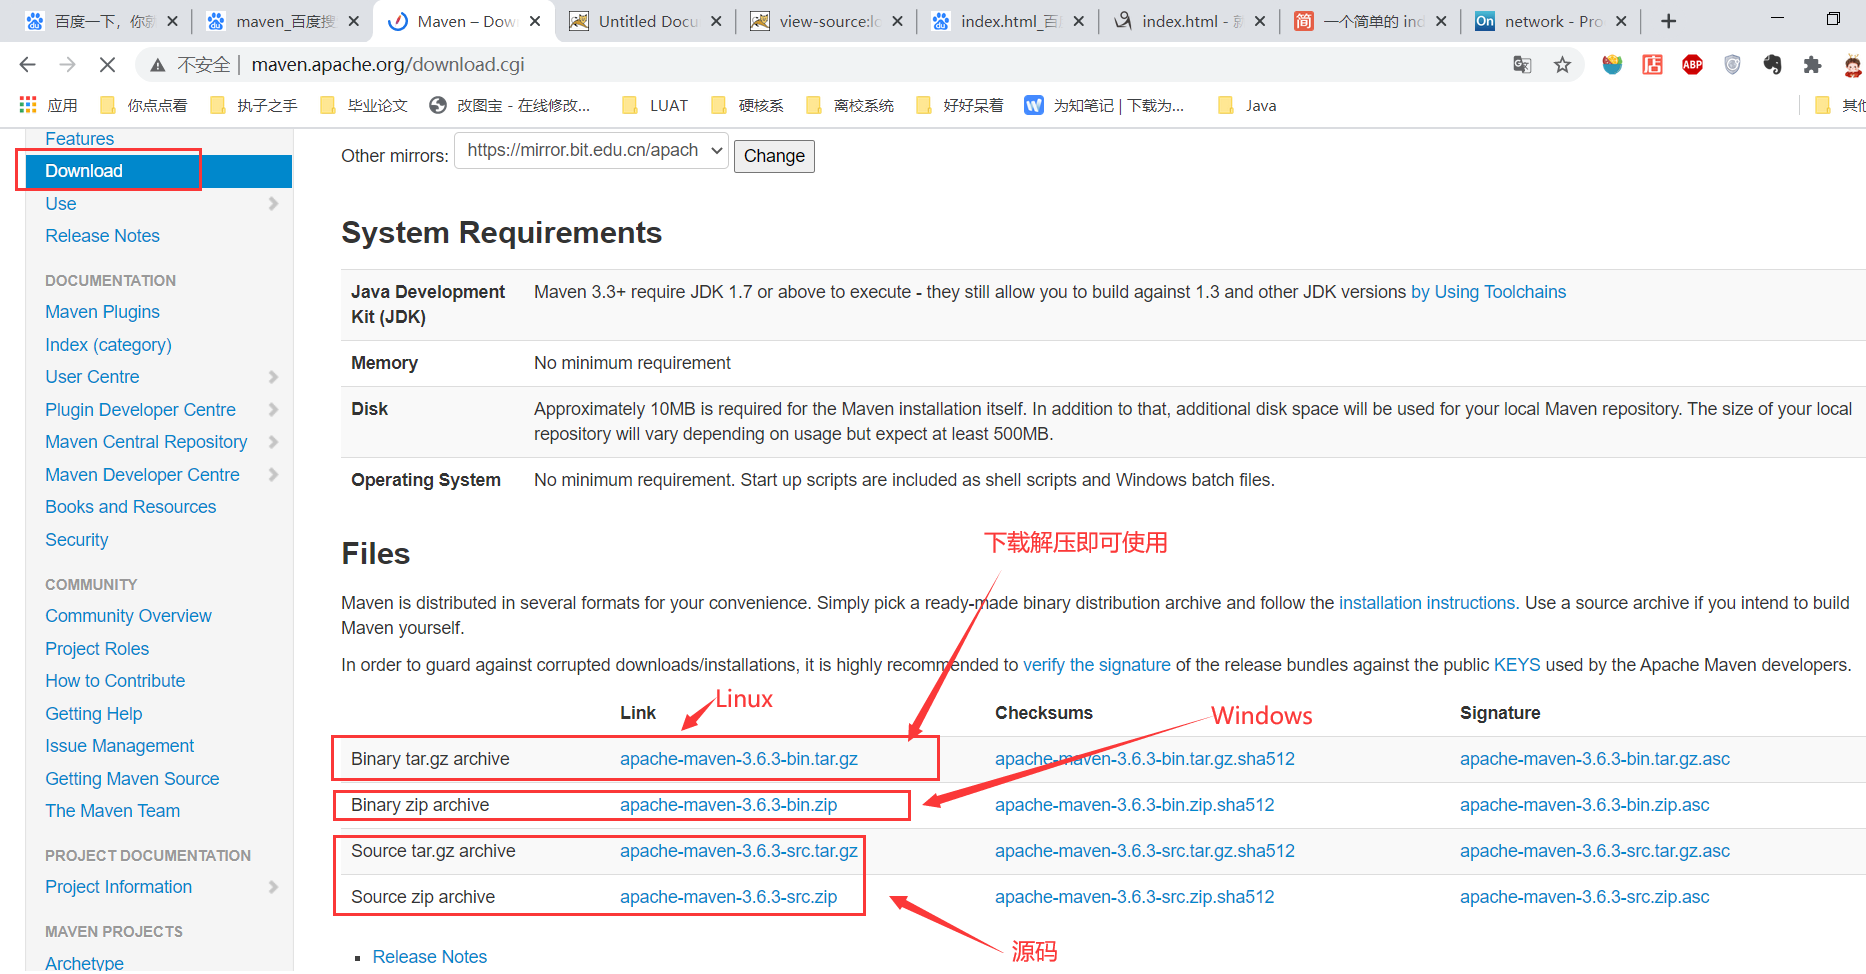 百度一下，你就
maven_百度搜
Maven – Down
Untitled Docu
view-source:lo
index.html_百度
index.html - 京
一个简单的 ind
network - Pro
不安全 | maven.apache.org/download.cgi
应用
你点点看
执子之手
毕业论文
改图宝 - 在线修改...
LUAT
硬核系
离校系统
好好呆着
为知笔记 | 下载为...
Java
其他
Features
Download
Use
Release Notes
DOCUMENTATION
Maven Plugins
Index (category)
User Centre
Plugin Developer Centre
Maven Central Repository
Maven Developer Centre
Books and Resources
Security
COMMUNITY
Community Overview
Project Roles
How to Contribute
Getting Help
Issue Management
Getting Maven Source
The Maven Team
PROJECT DOCUMENTATION
Project Information
MAVEN PROJECTS
Archetype
Other mirrors: https://mirror.bit.edu.cn/apach Change
System Requirements
Java Development Kit (JDK) Maven 3.3+ require JDK 1.7 or above to execute - they still allow you to build against 1.3 and other JDK versions by Using Toolchains
Memory No minimum requirement
Disk Approximately 10MB is required for the Maven installation itself. In addition to that, additional disk space will be used for your local Maven repository. The size of your local
repository will vary depending on usage but expect at least 500MB.
Operating System No minimum requirement. Start up scripts are included as shell scripts and Windows batch files.
下载解压即可使用
Files
Maven is distributed in several formats for your convenience. Simply pick a ready-made binary distribution archive and follow the installation instructions. Use a source archive if you intend to build
Maven yourself.
In order to guard against corrupted downloads/installations, it is highly recommended to verify the signature of the release bundles against the public KEYS used by the Apache Maven developers.
Linux
Windows
Link Checksums Signature
Binary tar.gz archive apache-maven-3.6.3-bin.tar.gz apache-maven-3.6.3-bin.tar.gz.sha512 apache-maven-3.6.3-bin.tar.gz.asc
Binary zip archive apache-maven-3.6.3-bin.zip apache-maven-3.6.3-bin.zip.sha512 apache-maven-3.6.3-bin.zip.asc
Source tar.gz archive apache-maven-3.6.3-src.tar.gz apache-maven-3.6.3-src.tar.gz.sha512 apache-maven-3.6.3-src.tar.gz.asc
Source zip archive apache-maven-3.6.3-src.zip apache-maven-3.6.3-src.zip.sha512 apache-maven-3.6.3-src.zip.asc
源码
Release Notes